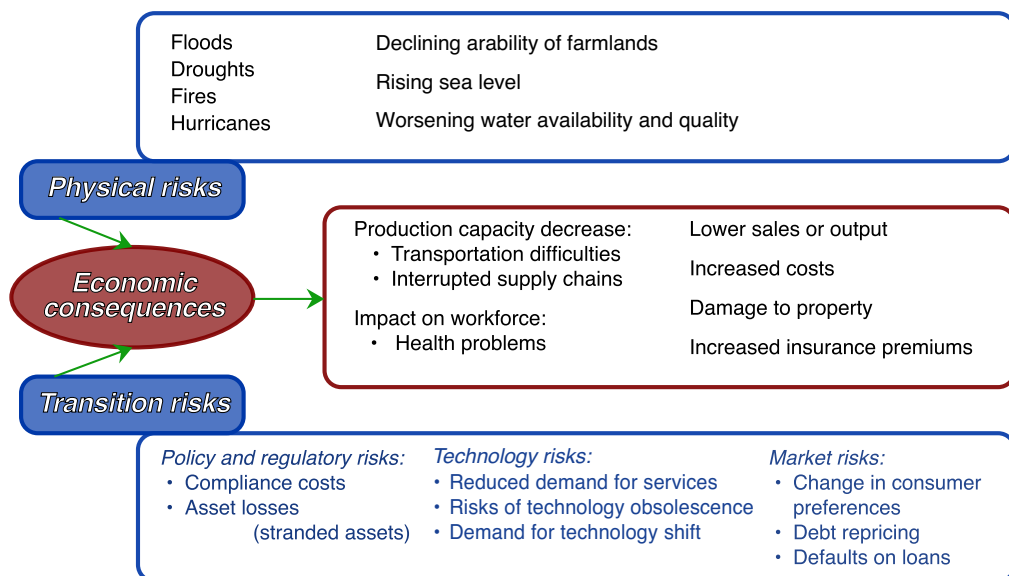 Floods
Droughts
Fires
Hurricanes
Declining arability of farmlands
Rising sea level
Worsening water availability and quality
Physical risks
Economic
consequences
Production capacity decrease:
• Transportation difficulties
• Interrupted supply chains
Impact on workforce:
• Health problems
Lower sales or output
Increased costs
Damage to property
Increased insurance premiums
Transition risks
Policy and regulatory risks:
• Compliance costs
• Asset losses
(stranded assets)
Technology risks:
• Reduced demand for services
• Risks of technology obsolescence
• Demand for technology shift
Market risks:
• Change in consumer
preferences
• Debt repricing
• Defaults on loans